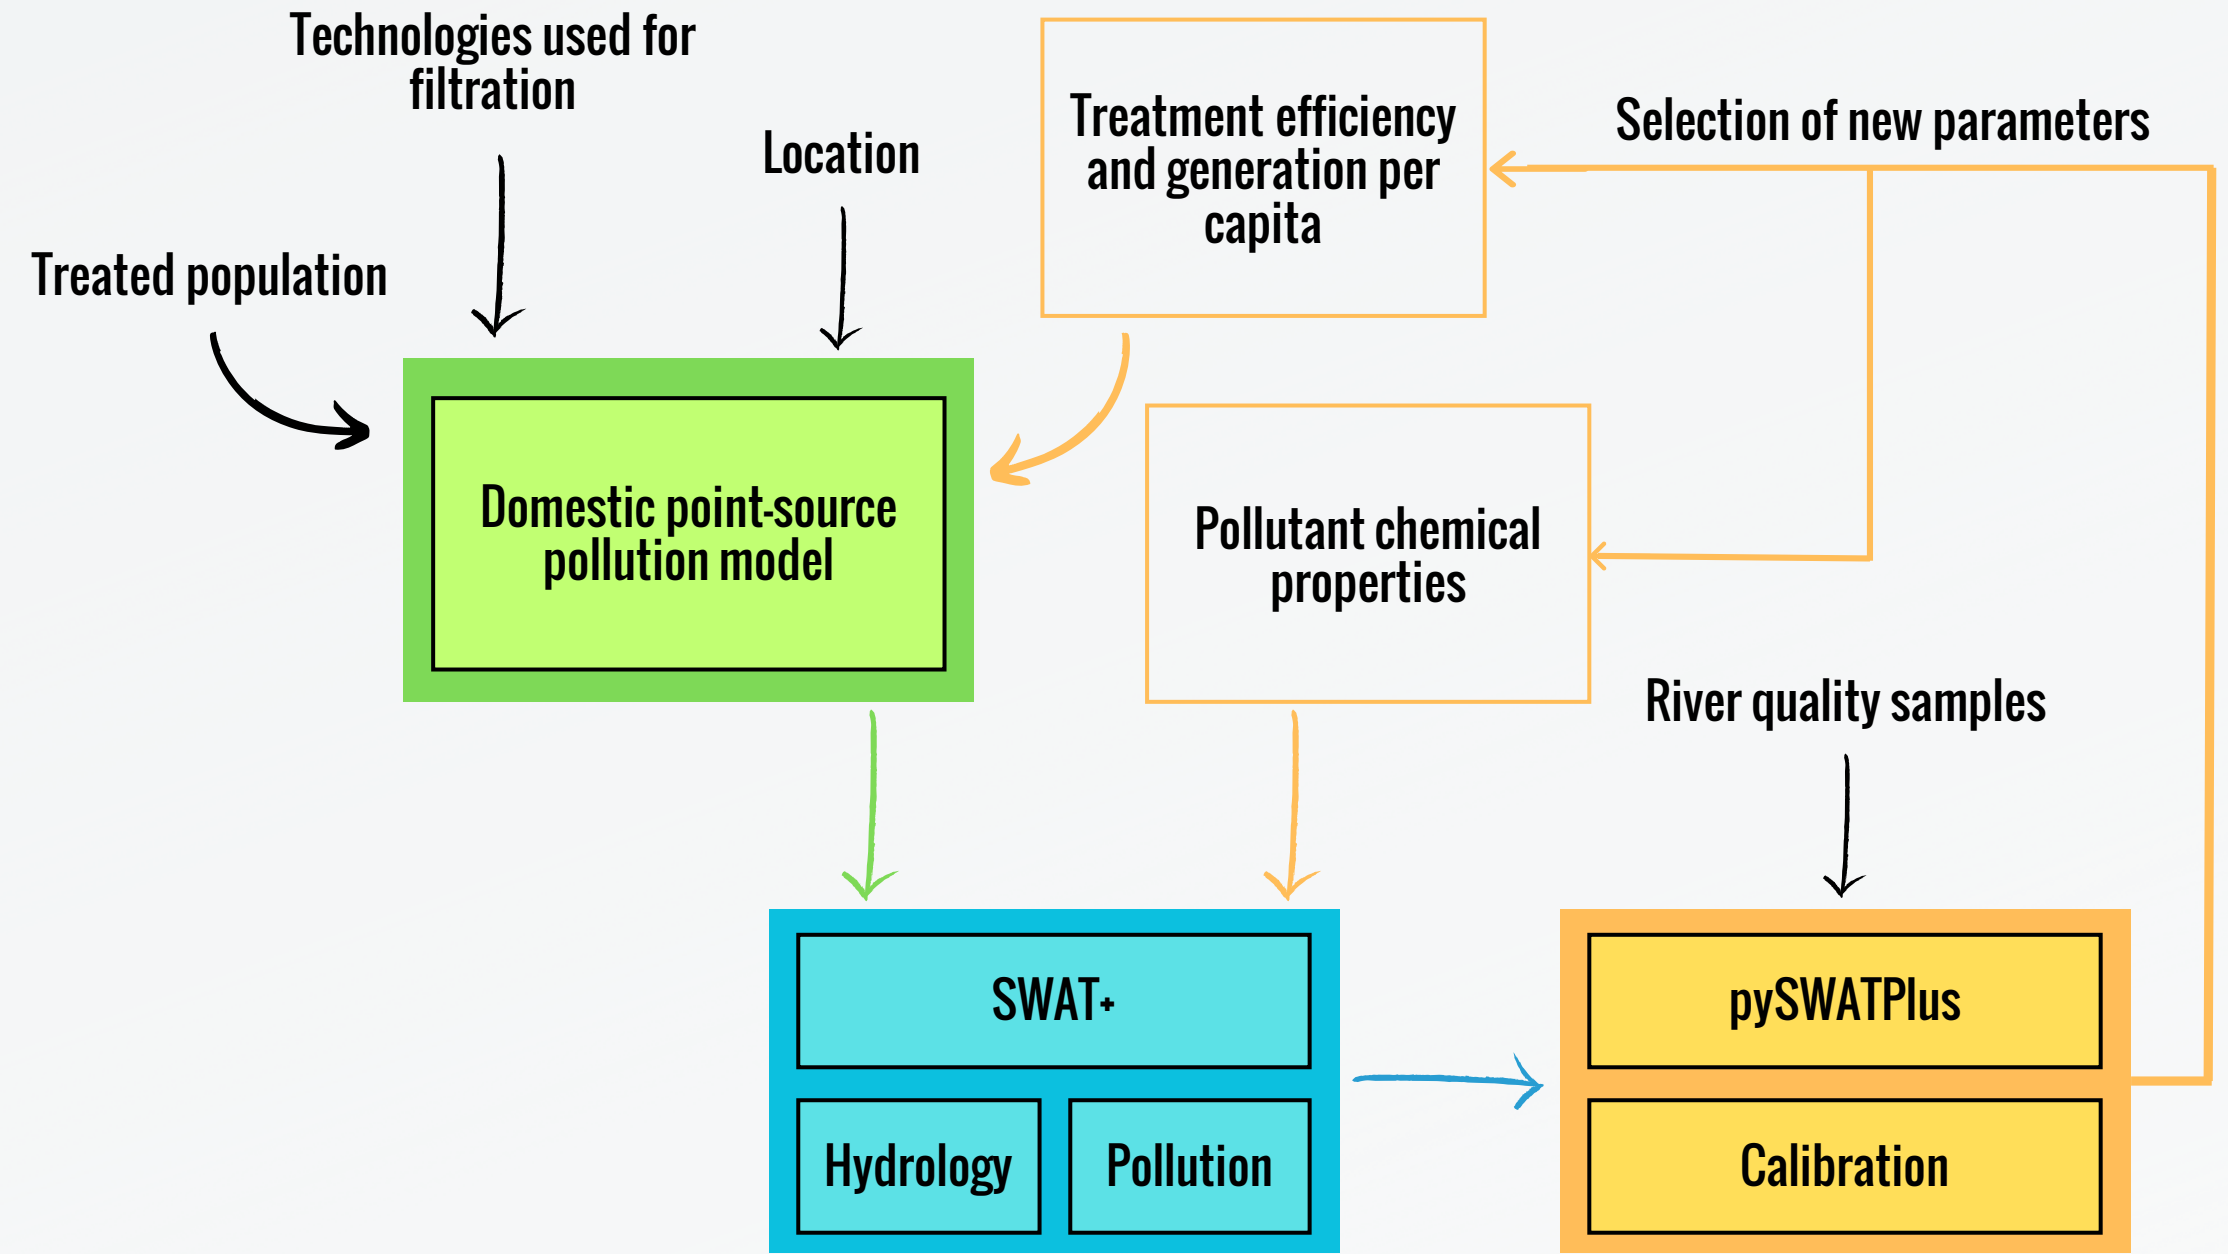 Technologies used for
filtration
Location
Treated population
Treatment efficiency
and generation per
capita
Selection of new parameters
Domestic point-source
pollution model
Pollutant chemical
properties
River quality samples
SWAT+
Hydrology
Pollution
pySWATPlus
Calibration